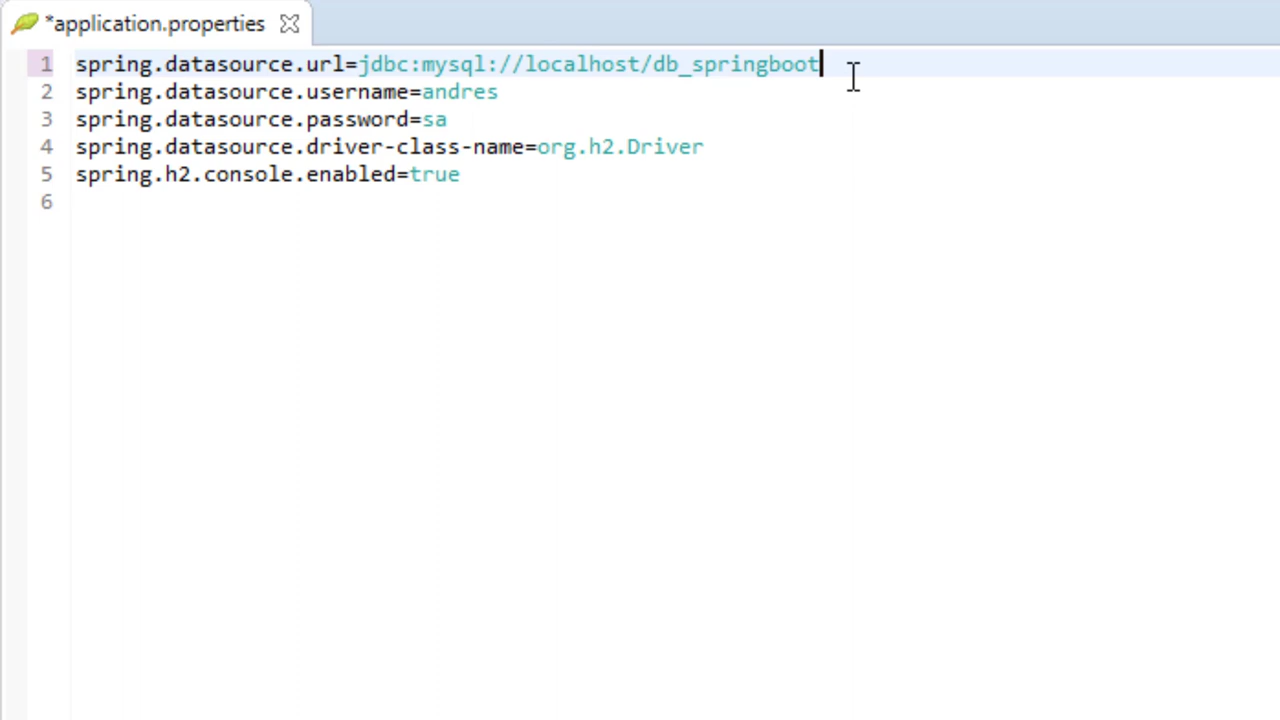 *application.properties
1 spring.datasource.url=jdbc:mysql://localhost/db_springboot
2 spring.datasource.username=andres
3 spring.datasource.password=sa
4 spring.datasource.driver-class-name=org.h2.Driver
5 spring.h2.console.enabled=true
6